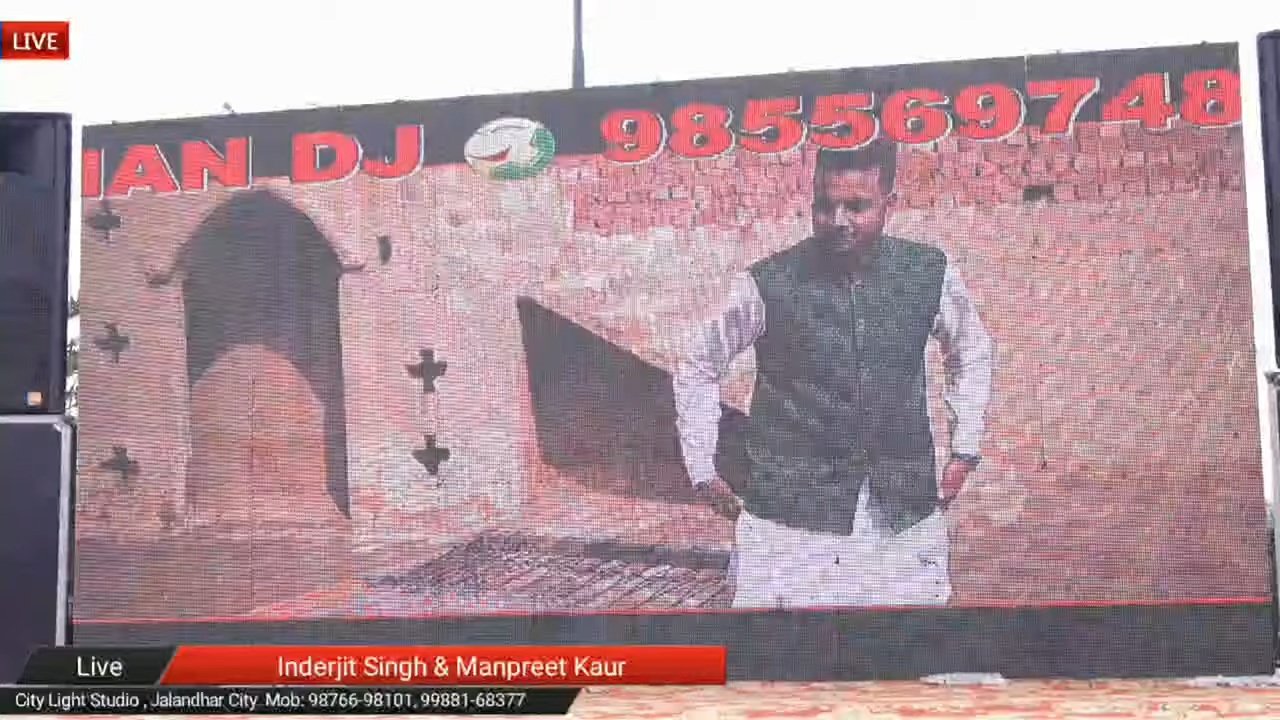 LIVE
IAN DJ 985569748
Live Inderjit Singh & Manpreet Kaur
City Light Studio , Jalandhar City Mob: 98766-98101, 99881-68377